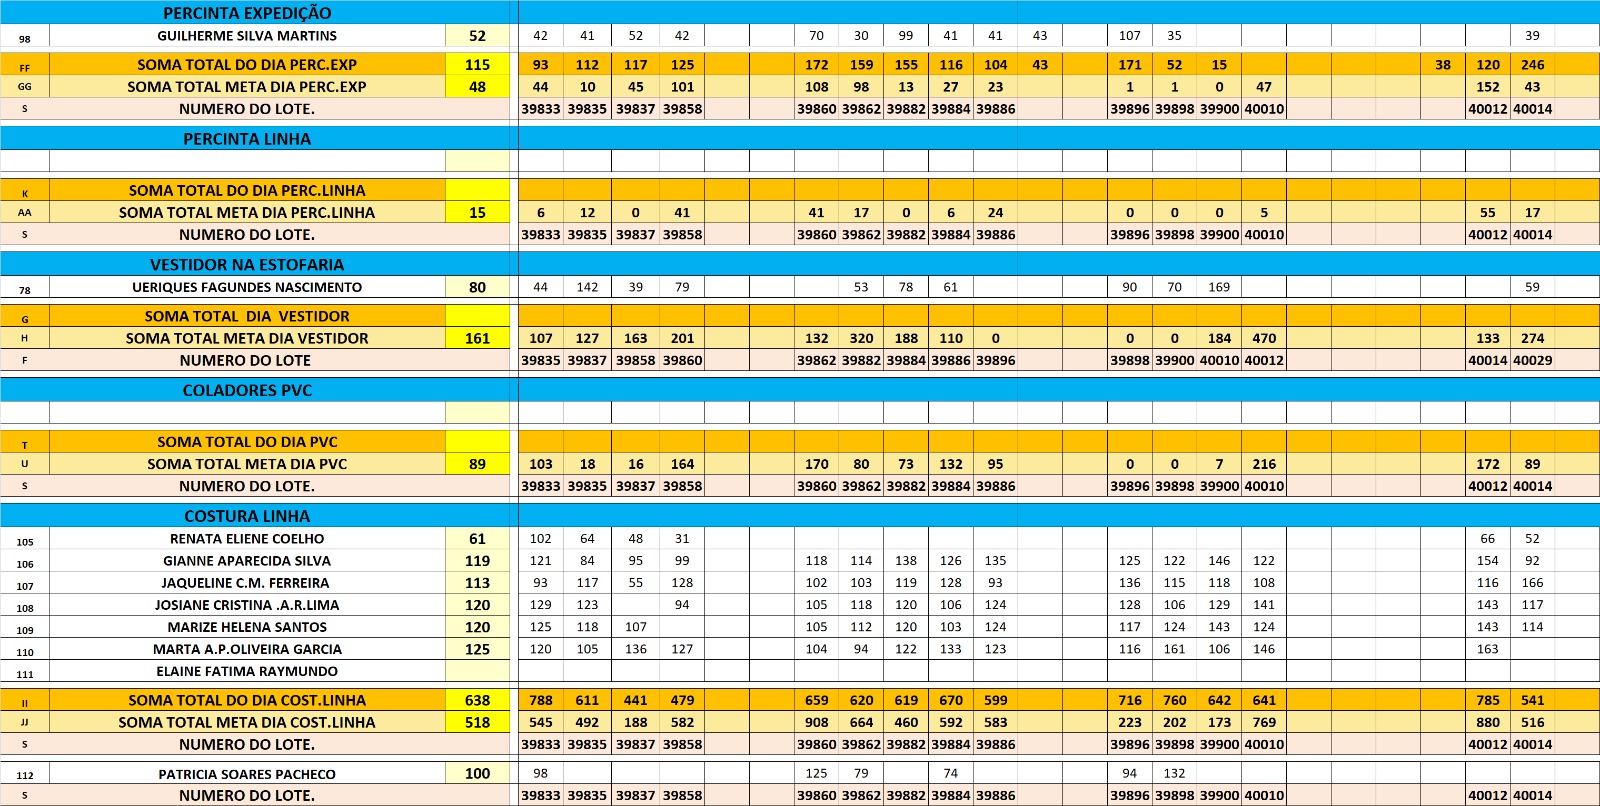 PERCINTA EXPEDIÇÃO
98 GUILHERME SILVA MARTINS 52 42 41 52 42 70 30 99 41 41 43 107 35 39
FF SOMA TOTAL DO DIA PERC.EXP 115 93 112 117 125 172 159 155 116 104 43 171 52 15 38 120 246
GG SOMA TOTAL META DIA PERC.EXP 48 44 10 45 101 108 98 13 27 23 1 1 0 47 152 43
S NUMERO DO LOTE. 39833 39835 39837 39858 39860 39862 39882 39884 39886 39896 39898 39900 40010 40012 40014
PERCINTA LINHA
K SOMA TOTAL DO DIA PERC.LINHA
AA SOMA TOTAL META DIA PERC.LINHA 15 6 12 0 41 41 17 0 6 24 0 0 0 5 55 17
S NUMERO DO LOTE. 39833 39835 39837 39858 39860 39862 39882 39884 39886 39896 39898 39900 40010 40012 40014
VESTIDOR NA ESTOFARIA
78 UERIQUES FAGUNDES NASCIMENTO 80 44 142 39 79 53 78 61 90 70 169 59
G SOMA TOTAL DIA VESTIDOR
H SOMA TOTAL META DIA VESTIDOR 161 107 127 163 201 132 320 188 110 0 0 0 184 470 133 274
F NUMERO DO LOTE 39835 39837 39858 39860 39862 39882 39884 39886 39896 39898 39900 40010 40012 40014 40029
COLADORES PVC
T SOMA TOTAL DO DIA PVC
U SOMA TOTAL META DIA PVC 89 103 18 16 164 170 80 73 132 95 0 0 7 216 172 89
S NUMERO DO LOTE. 39833 39835 39837 39858 39860 39862 39882 39884 39886 39896 39898 39900 40010 40012 40014
COSTURA LINHA
105 RENATA ELIENE COELHO 61 102 64 48 31 66 52
106 GIANNE APARECIDA SILVA 119 121 84 95 99 118 114 138 126 135 125 122 146 122 154 92
107 JAQUELINE C.M. FERREIRA 113 93 117 55 128 102 103 119 128 93 136 115 118 108 116 166
108 JOSIANE CRISTINA .A.R.LIMA 120 129 123 94 105 118 120 106 124 128 106 129 141 143 117
109 MARIZE HELENA SANTOS 120 125 118 107 105 112 120 103 124 117 124 143 124 143 114
110 MARTA A.P.OLIVEIRA GARCIA 125 120 105 136 127 104 94 122 133 123 116 161 106 146 163
111 ELAINE FATIMA RAYMUNDO
II SOMA TOTAL DO DIA COST.LINHA 638 788 611 441 479 659 620 619 670 599 716 760 642 641 785 541
JJ SOMA TOTAL META DIA COST.LINHA 518 545 492 188 582 908 664 460 592 583 223 202 173 769 880 516
S NUMERO DO LOTE. 39833 39835 39837 39858 39860 39862 39882 39884 39886 39896 39898 39900 40010 40012 40014
112 PATRICIA SOARES PACHECO 100 98 125 79 74 94 132
S NUMERO DO LOTE. 39833 39835 39837 39858 39860 39862 39882 39884 39886 39896 39898 39900 40010 40012 40014